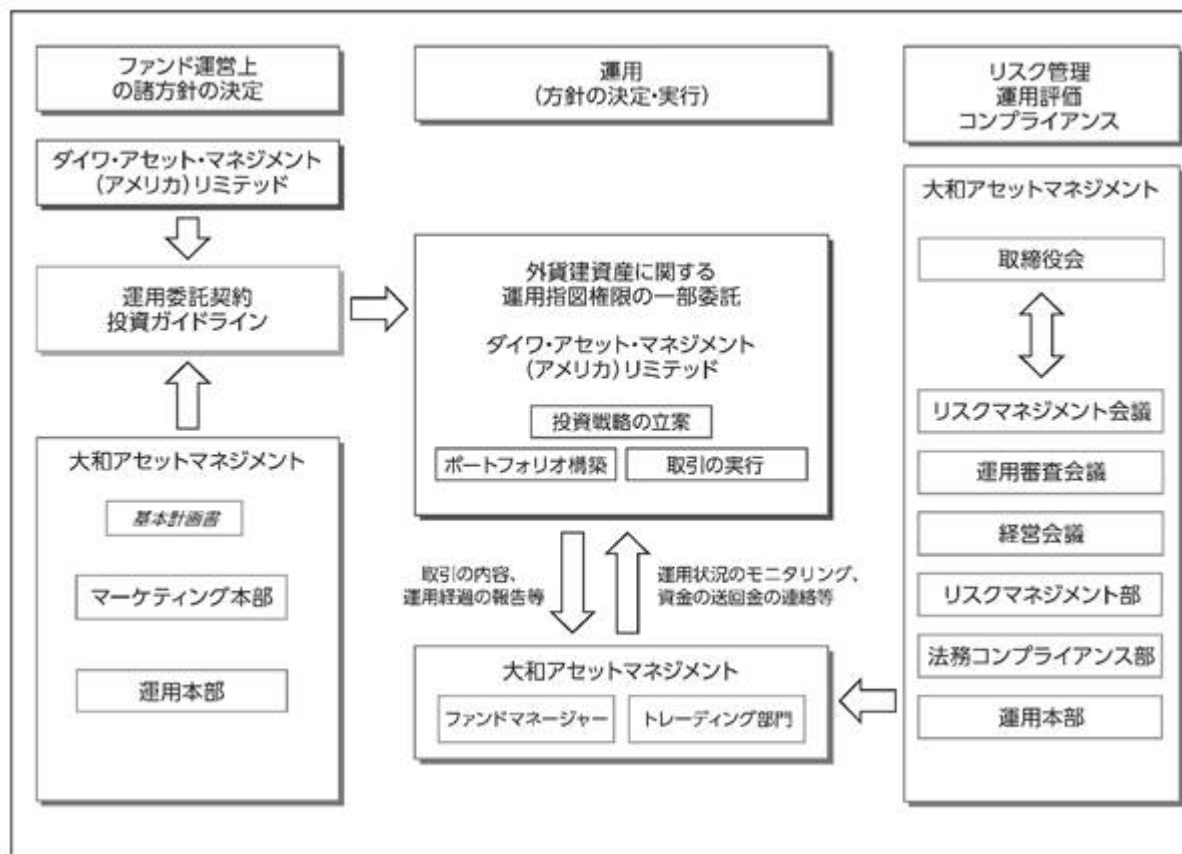 ファンド運営上
の諸方針の決定
ダイワ・アセット・マネジメント
(アメリカ)リミテッド
運用委託契約
投資ガイドライン
大和アセットマネジメント
基本計画書
マーケティング本部
運用本部
運用
(方針の決定・実行)
外貨建資産に関する
運用指図権限の一部委託
ダイワ・アセット・マネジメント
(アメリカ)リミテッド
投資戦略の立案
ポートフォリオ構築
取引の実行
取引の内容、
運用経過の報告等
運用状況のモニタリング、
資金の送回金の連絡等
大和アセットマネジメント
ファンドマネージャー
トレーディング部門
リスク管理
運用評価
コンプライアンス
大和アセットマネジメント
取締役会
リスクマネジメント会議
運用審査会議
経営会議
リスクマネジメント部
法務コンプライアンス部
運用本部